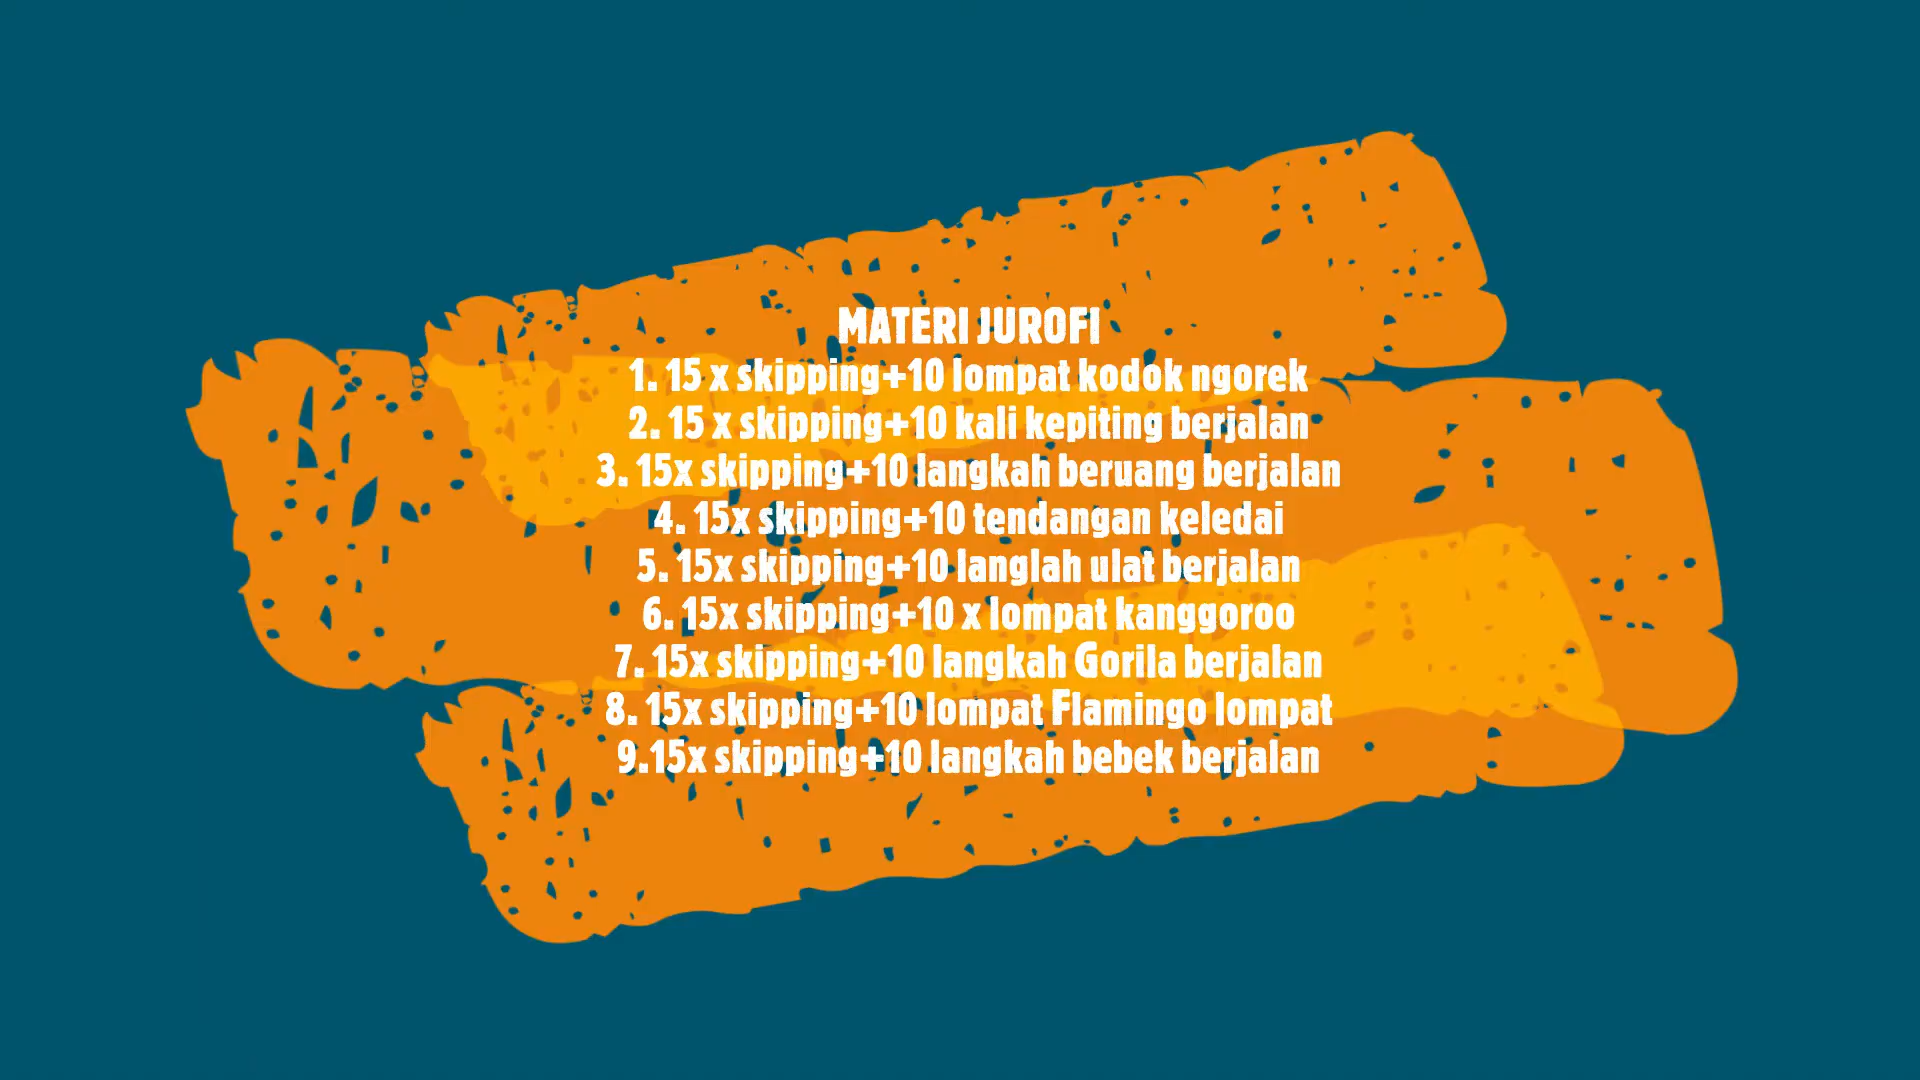 MATERI JUROFI
1. 15 x skipping+10 lompat kodok ngorek
2. 15 x skipping+10 kali kepiting berjalan
3. 15x skipping+10 langkah beruang berjalan
4. 15x skipping+10 tendangan keledai
5. 15x skipping+10 langlah ulat berjalan
6. 15x skipping+10 x lompat kanggoroo
7. 15x skipping+10 langkah Gorila berjalan
8. 15x skipping+10 lompat Flamingo lompat
9.15x skipping+10 langkah bebek berjalan